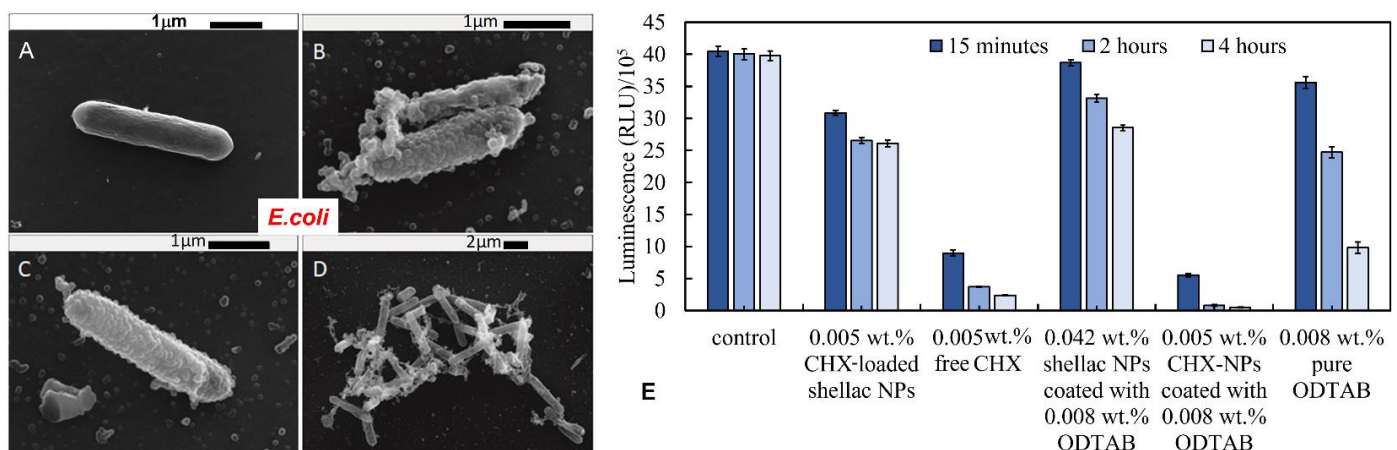 1µm
A
1µm
B
E.coli
1µm
C
2µm
D
Luminescence (RLU)/10⁵
45
40
35
30
25
20
15
10
5
0
15 minutes 2 hours 4 hours
control
0.005 wt.%
CHX-loaded
shellac NPs
0.005wt.%
free CHX
0.042 wt.%
shellac NPs
coated with
0.008 wt.%
ODTAB
0.005 wt.%
CHX-NPs
coated with
0.008 wt.%
ODTAB
0.008 wt.%
pure
ODTAB
E